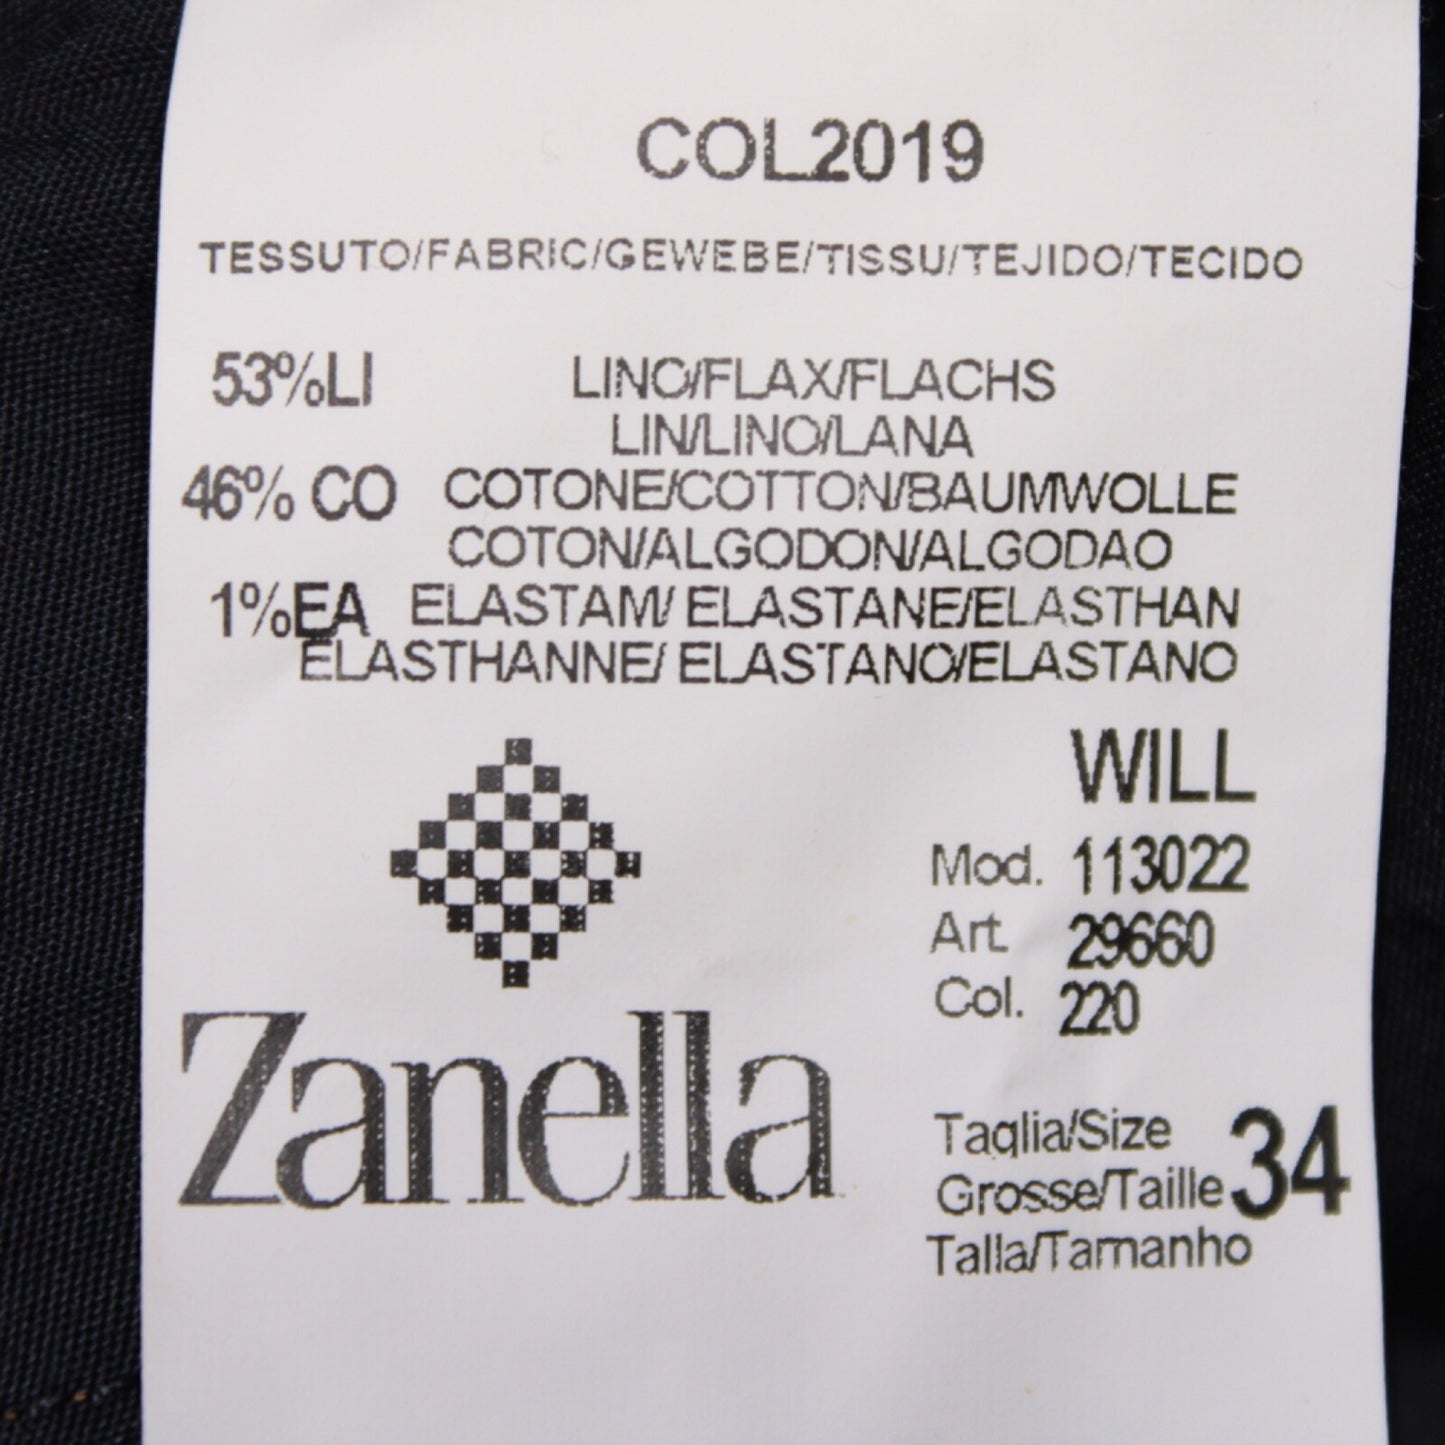 COL2019
TESSUTO/FABRIC/GEWEBE/TISSU/TEJIDO/TECIDO
53%LI LINO/FLAX/FLACHS
LIN/LINO/LANA
46% CO COTONE/COTTON/BAUMWOLLE
COTON/ALGODON/ALGODAO
1%EA ELASTAM/ ELASTANE/ELASTHAN
ELASTHANNE/ ELASTANO/ELASTANO
WILL
Mod. 113022
Art. 29660
Col. 220
Zanella
Taglia/Size
Grosse/Taille 34
Talla/Tamanho